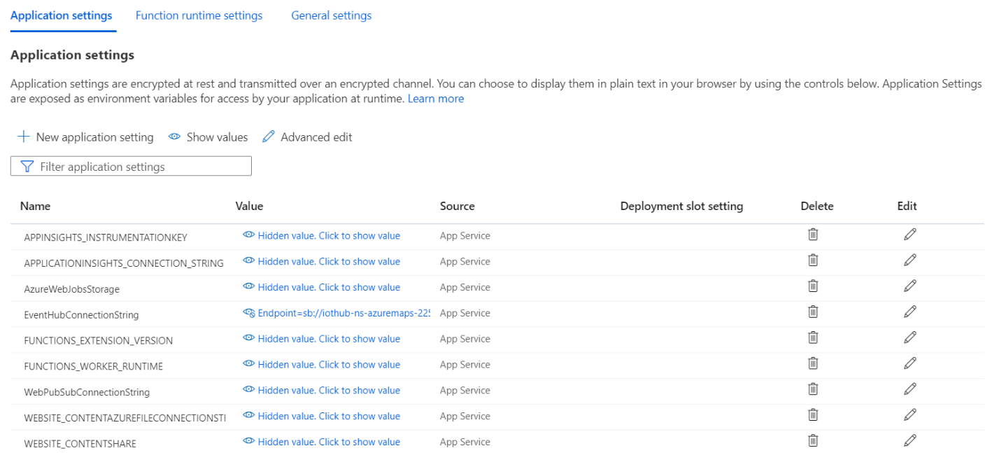 Application settings Function runtime settings General settings
Application settings
Application settings are encrypted at rest and transmitted over an encrypted channel. You can choose to display them in plain text in your browser by using the controls below. Application Settings
are exposed as environment variables for access by your application at runtime. Learn more
New application setting Show values Advanced edit
Filter application settings
Name Value Source Deployment slot setting Delete Edit
APPINSIGHTS_INSTRUMENTATIONKEY Hidden value. Click to show value App Service
APPLICATIONINSIGHTS_CONNECTION_STRING Hidden value. Click to show value App Service
AzureWebJobsStorage Hidden value. Click to show value App Service
EventHubConnectionString Endpoint=sb://iothub-ns-azuremaps-225 App Service
FUNCTIONS_EXTENSION_VERSION Hidden value. Click to show value App Service
FUNCTIONS_WORKER_RUNTIME Hidden value. Click to show value App Service
WebPubSubConnectionString Hidden value. Click to show value App Service
WEBSITE_CONTENTAZUREFILECONNECTIONSTI Hidden value. Click to show value App Service
WEBSITE_CONTENTSHARE Hidden value. Click to show value App Service